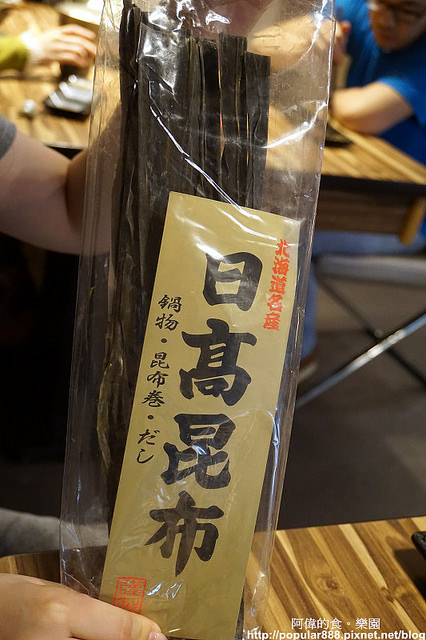 北海道名産
日高昆布
鍋物・昆布巻・だし
阿偉的食。樂園
http://popular888.pixnet.net/blog